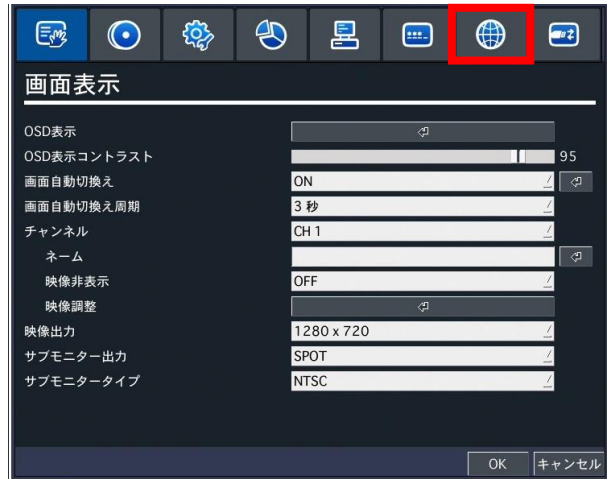 画面表示
OSD表示
OSD表示コントラスト 95
画面自動切換え ON
画面自動切換え周期 3 秒
チャンネル CH 1
ネーム
映像非表示 OFF
映像調整
映像出力 1280 x 720
サブモニター出力 SPOT
サブモニタータイプ NTSC
OK キャンセル